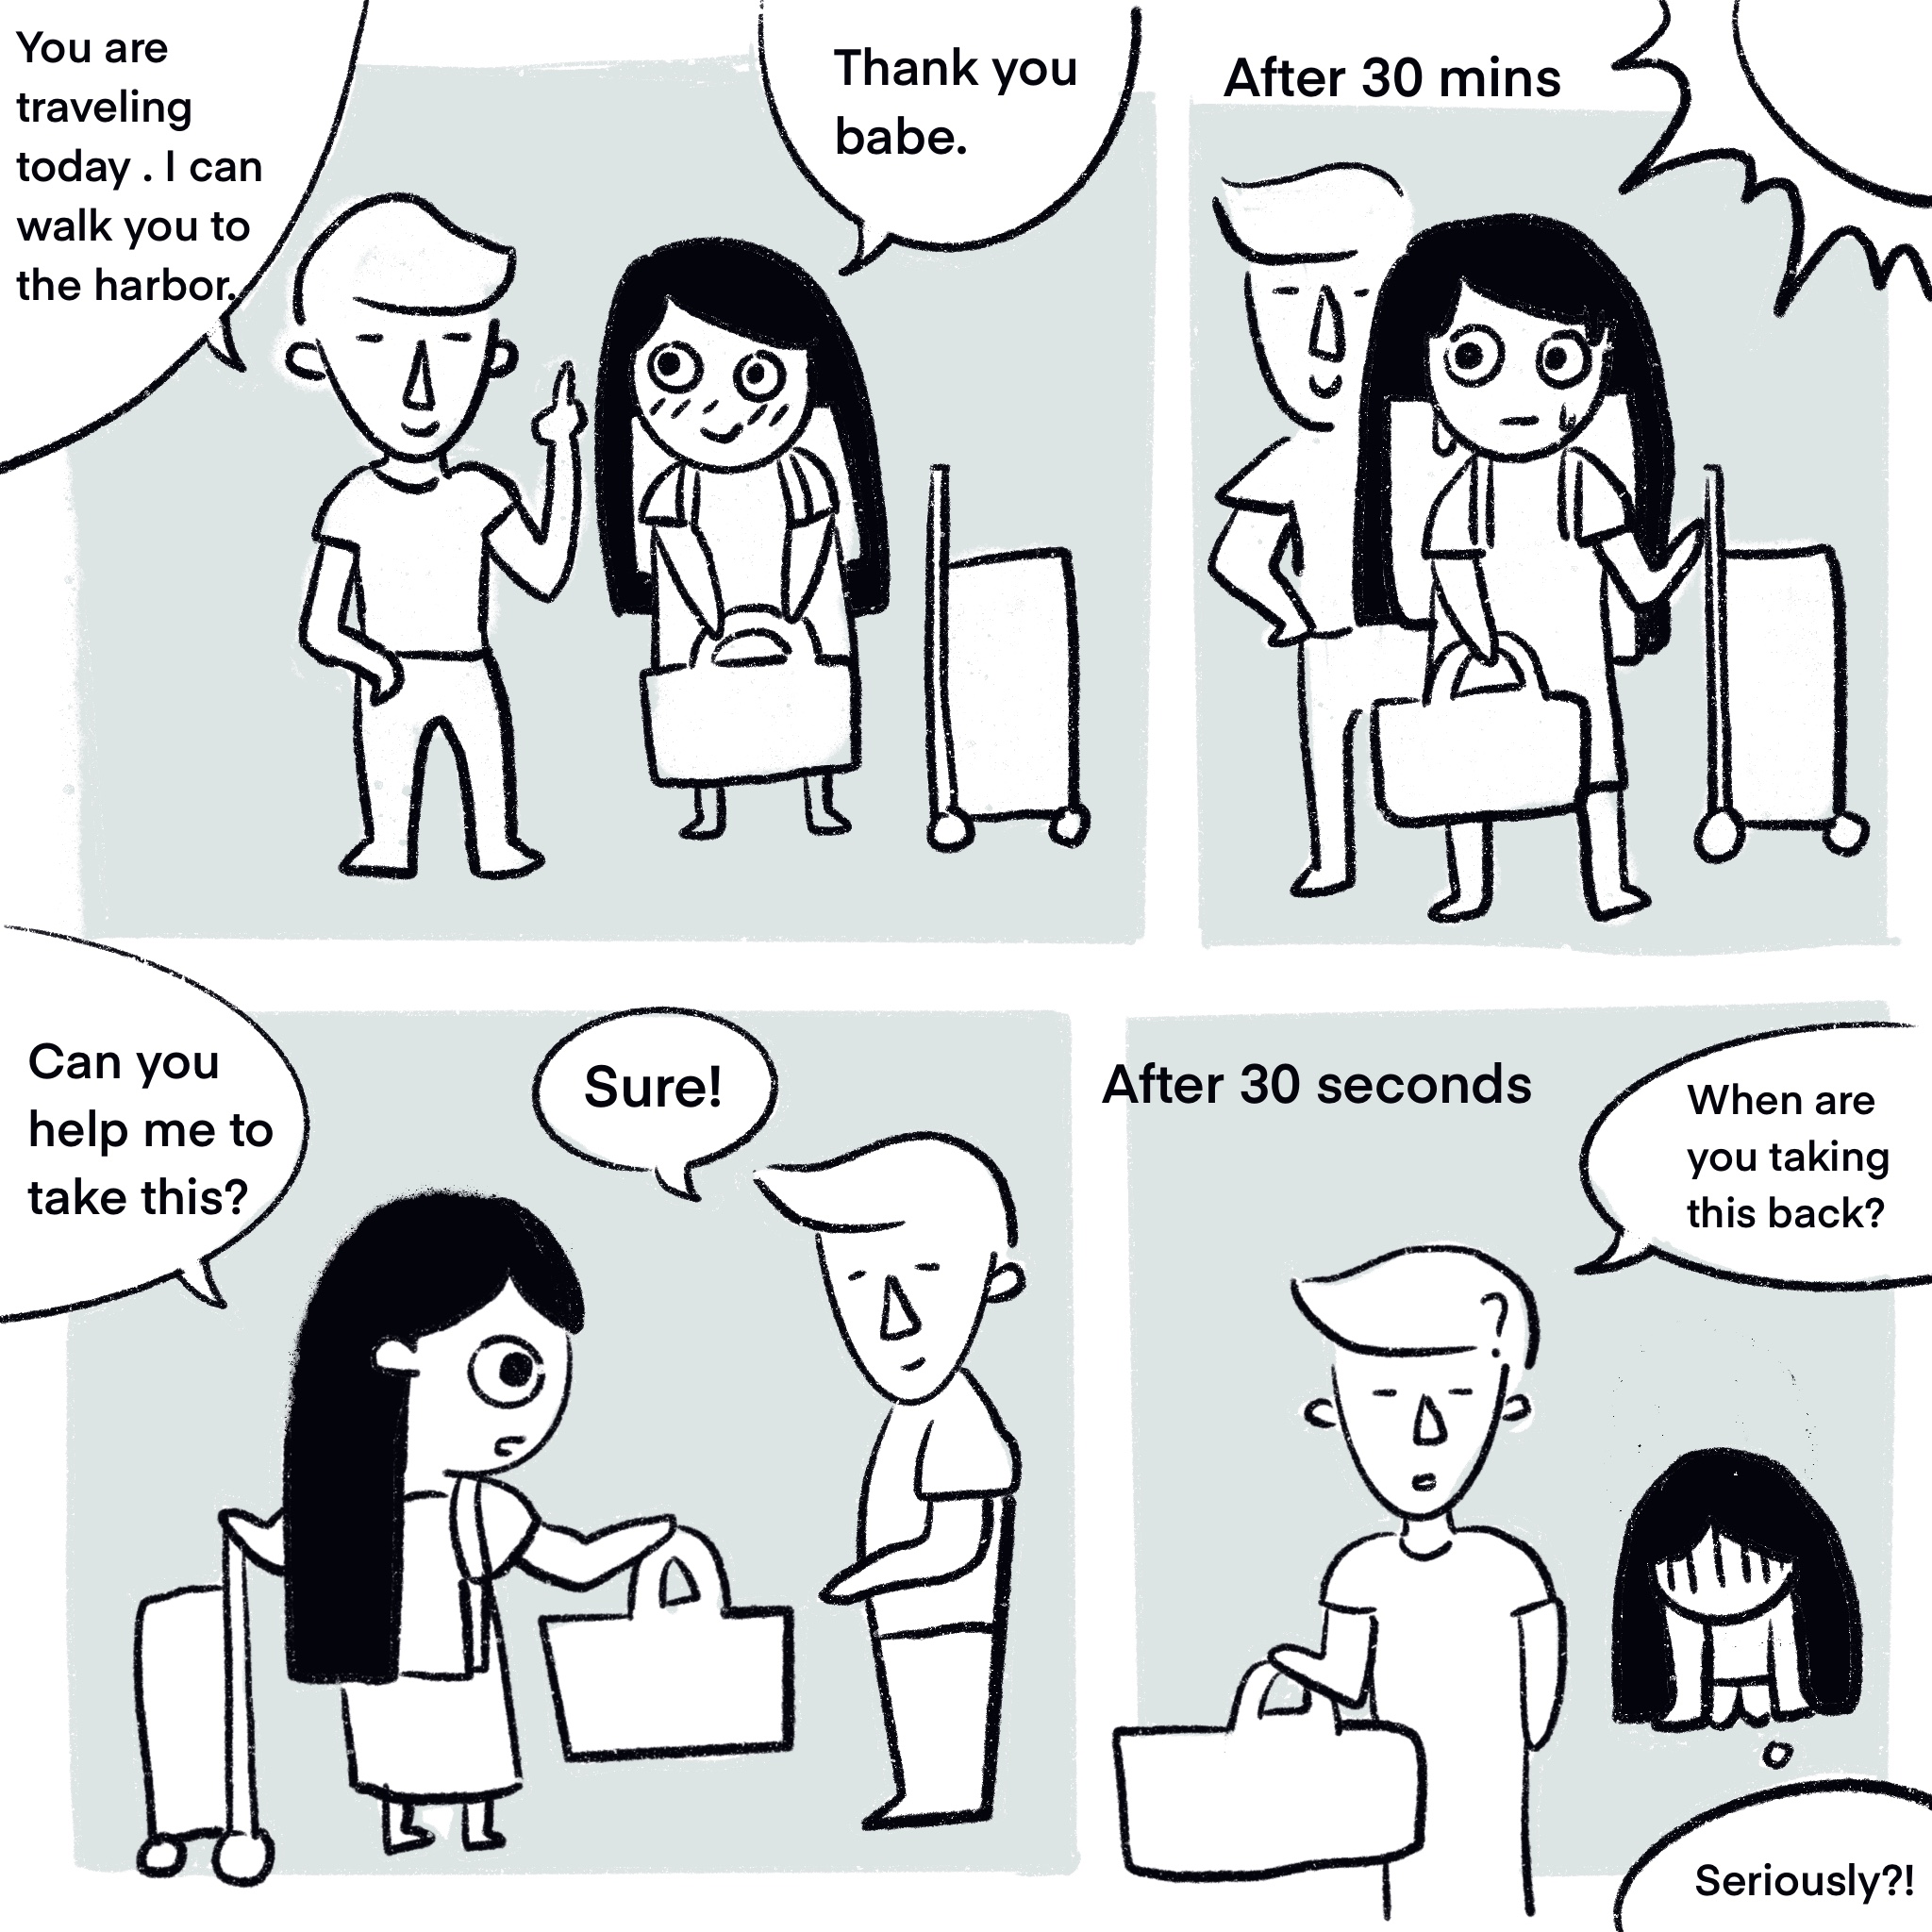 You are
traveling
today . I can
walk you to
the harbor.
Thank you
babe.
After 30 mins
Can you
help me to
take this?
Sure!
After 30 seconds
When are
you taking
this back?
?
Seriously?!